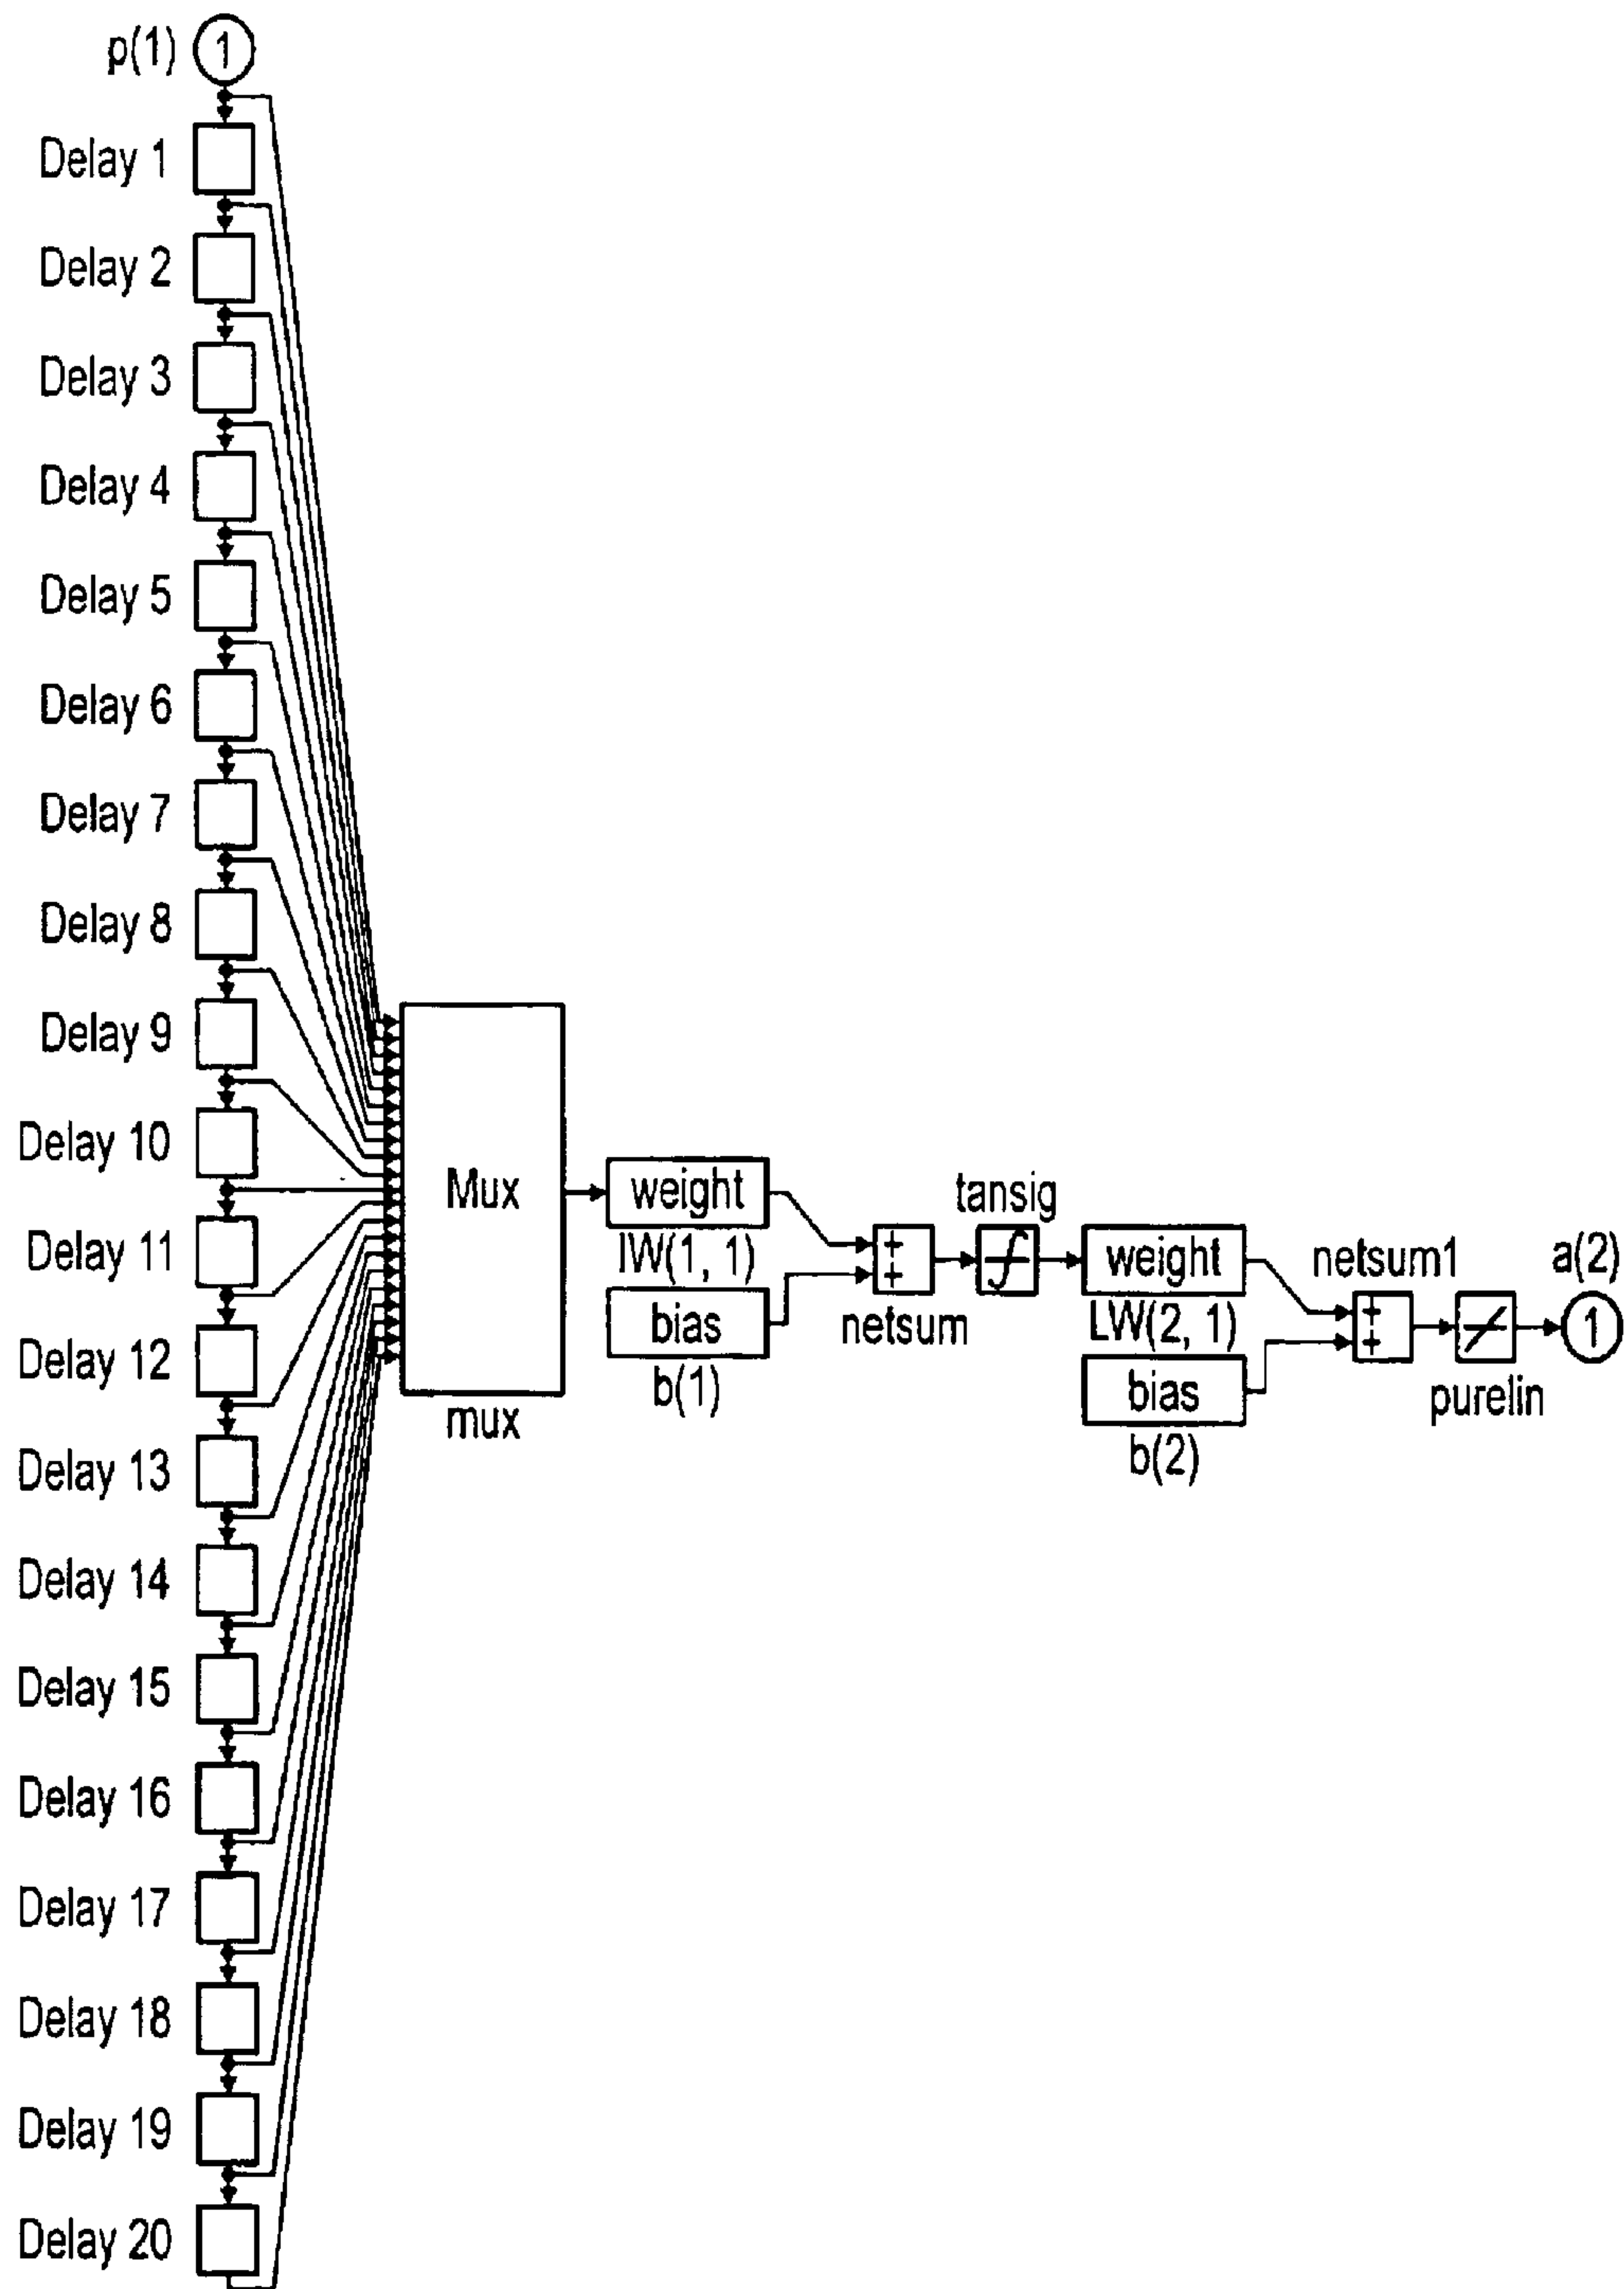 p(1) 1
Delay 1
Delay 2
Delay 3
Delay 4
Delay 5
Delay 6
Delay 7
Delay 8
Delay 9
Delay 10
Delay 11
Delay 12
Delay 13
Delay 14
Delay 15
Delay 16
Delay 17
Delay 18
Delay 19
Delay 20
Mux
mux
weight
IW(1, 1)
bias
b(1)
+
+
netsum
tansig
weight
LW(2, 1)
bias
b(2)
netsum1
+
+
purelin
a(2)
1